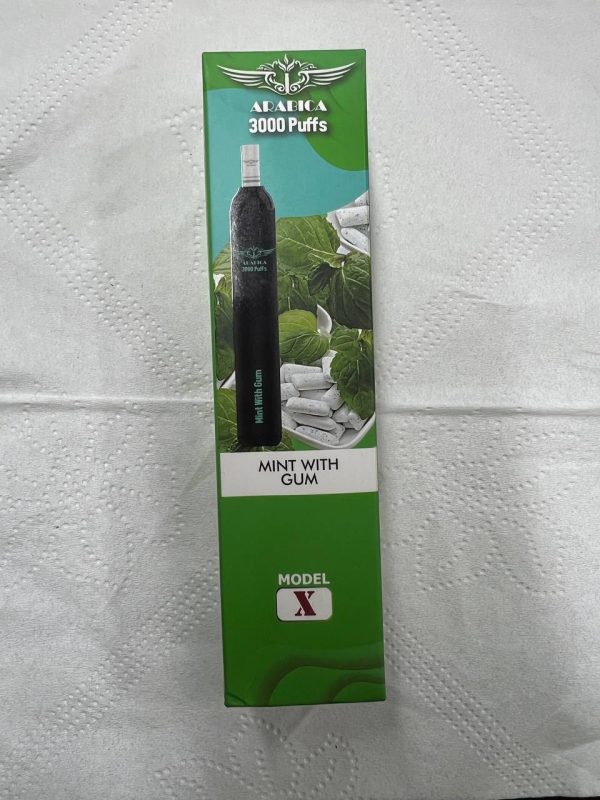 ARABICA
3000 Puffs
ARABICA
3000 Puffs
Mint With Gum
MINT WITH
GUM
MODEL
X